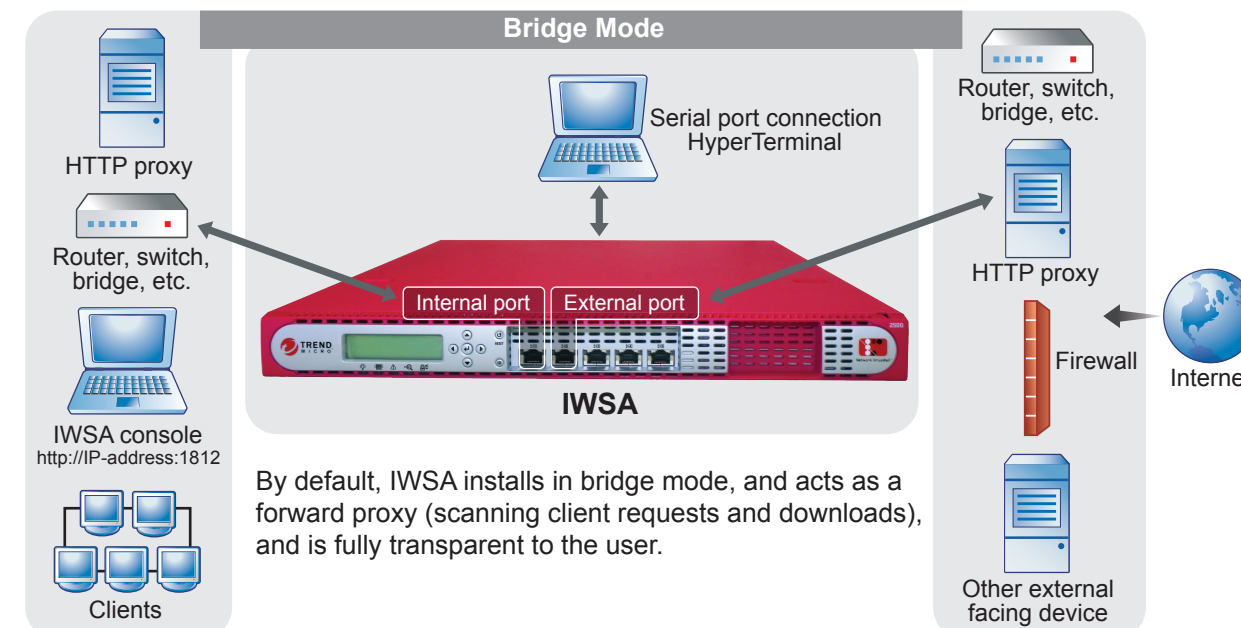 Bridge Mode
HTTP proxy
Router, switch,
bridge, etc.
IWSA console
http://IP-address:1812
Clients
Serial port connection
HyperTerminal
Internal port
External port
TREND
MICRO
2500
IWSA
By default, IWSA installs in bridge mode, and acts as a
forward proxy (scanning client requests and downloads),
and is fully transparent to the user.
Router, switch,
bridge, etc.
HTTP proxy
Firewall
Interne
Other external
facing device